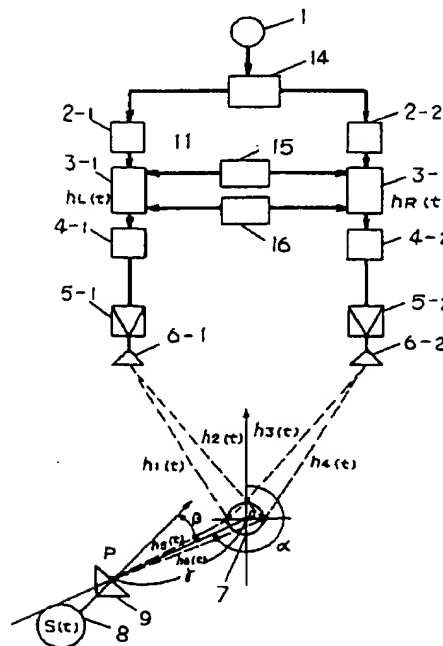 1
14
2-1
2-2
11
15
3-1
3-
hL(t)
hR(t
16
4-1
4-2
5-1
5-2
6-1
6-2
h2(t)
h3(t)
h1(t)
h4(t)
β
P
h5(t)
h6(t)
α
γ
7
9
8
S(t)